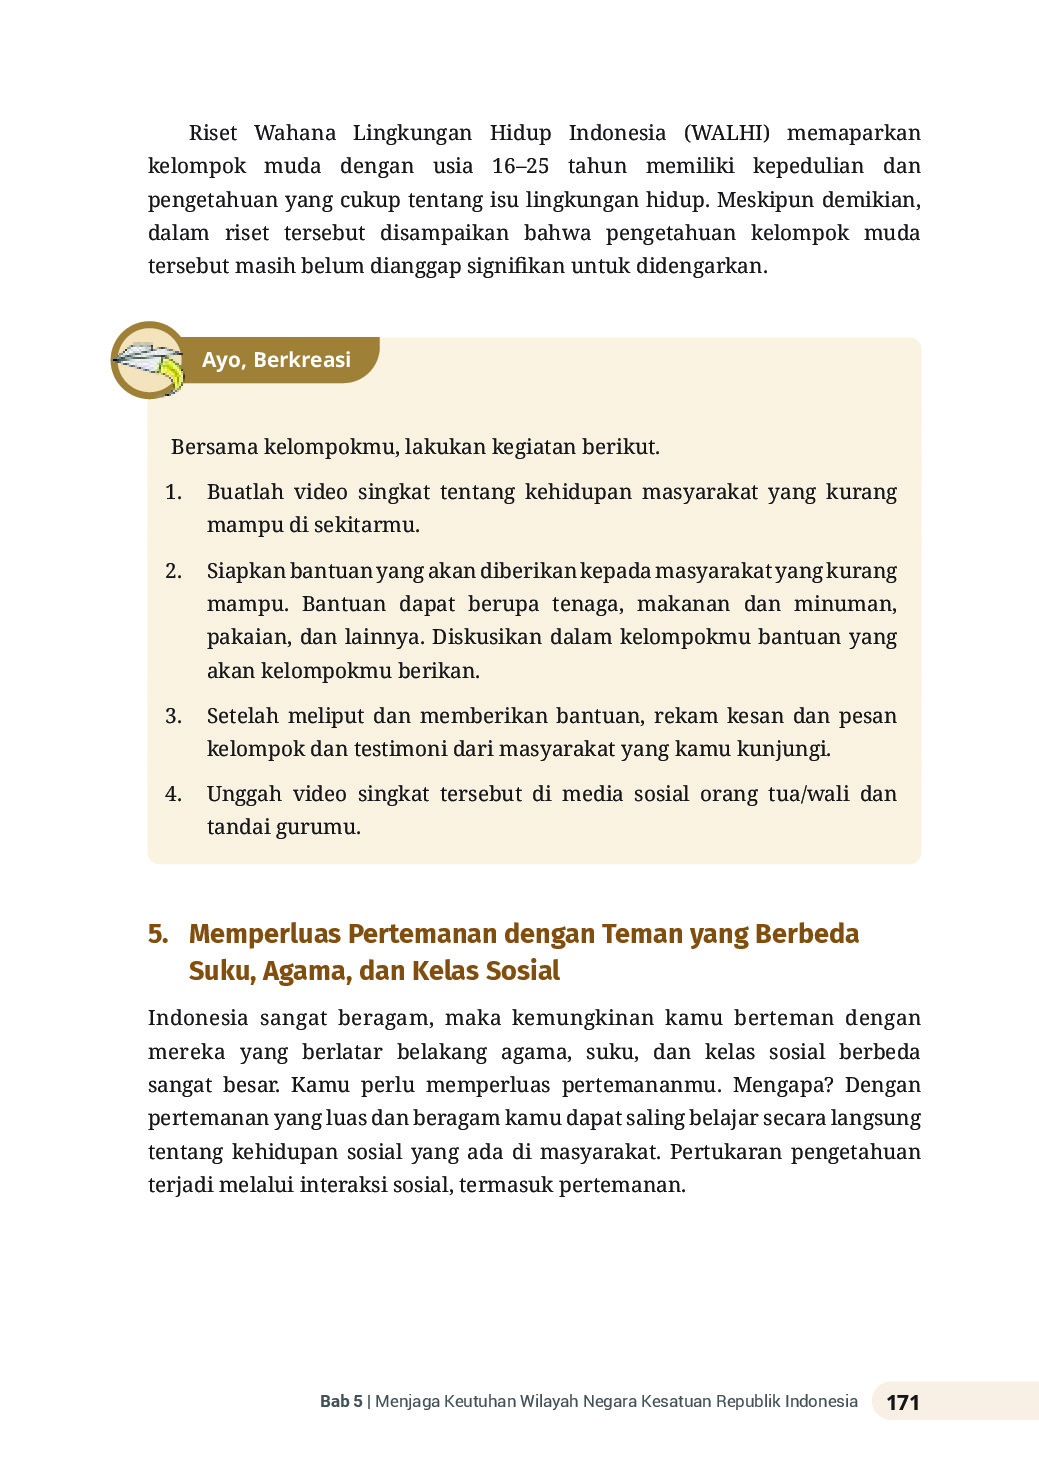 Riset Wahana Lingkungan Hidup Indonesia (WALHI) memaparkan
kelompok muda dengan usia 16–25 tahun memiliki kepedulian dan
pengetahuan yang cukup tentang isu lingkungan hidup. Meskipun demikian,
dalam riset tersebut disampaikan bahwa pengetahuan kelompok muda
tersebut masih belum dianggap signifikan untuk didengarkan.
Ayo, Berkreasi
Bersama kelompokmu, lakukan kegiatan berikut.
1. Buatlah video singkat tentang kehidupan masyarakat yang kurang
mampu di sekitarmu.
2. Siapkan bantuan yang akan diberikan kepada masyarakat yang kurang
mampu. Bantuan dapat berupa tenaga, makanan dan minuman,
pakaian, dan lainnya. Diskusikan dalam kelompokmu bantuan yang
akan kelompokmu berikan.
3. Setelah meliput dan memberikan bantuan, rekam kesan dan pesan
kelompok dan testimoni dari masyarakat yang kamu kunjungi.
4. Unggah video singkat tersebut di media sosial orang tua/wali dan
tandai gurumu.
5. Memperluas Pertemanan dengan Teman yang Berbeda
Suku, Agama, dan Kelas Sosial
Indonesia sangat beragam, maka kemungkinan kamu berteman dengan
mereka yang berlatar belakang agama, suku, dan kelas sosial berbeda
sangat besar. Kamu perlu memperluas pertemananmu. Mengapa? Dengan
pertemanan yang luas dan beragam kamu dapat saling belajar secara langsung
tentang kehidupan sosial yang ada di masyarakat. Pertukaran pengetahuan
terjadi melalui interaksi sosial, termasuk pertemanan.
Bab 5 | Menjaga Keutuhan Wilayah Negara Kesatuan Republik Indonesia 171